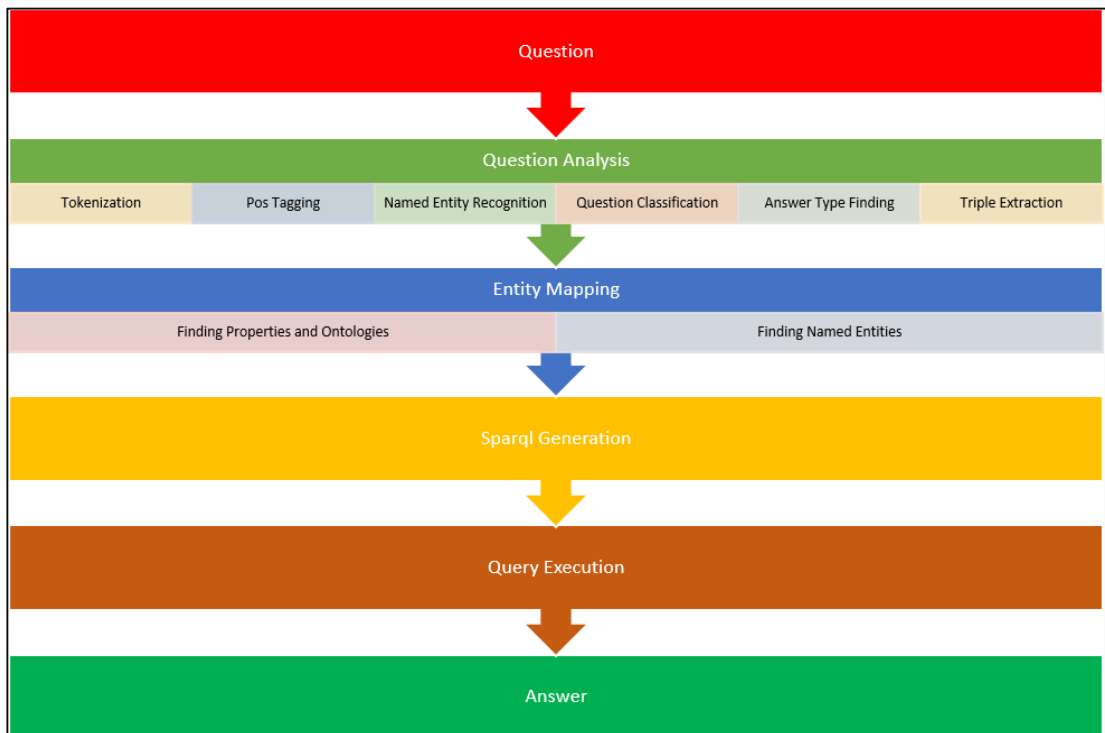 Question
Question Analysis
Tokenization
Pos Tagging
Named Entity Recognition
Question Classification
Answer Type Finding
Triple Extraction
Entity Mapping
Finding Properties and Ontologies
Finding Named Entities
Sparql Generation
Query Execution
Answer